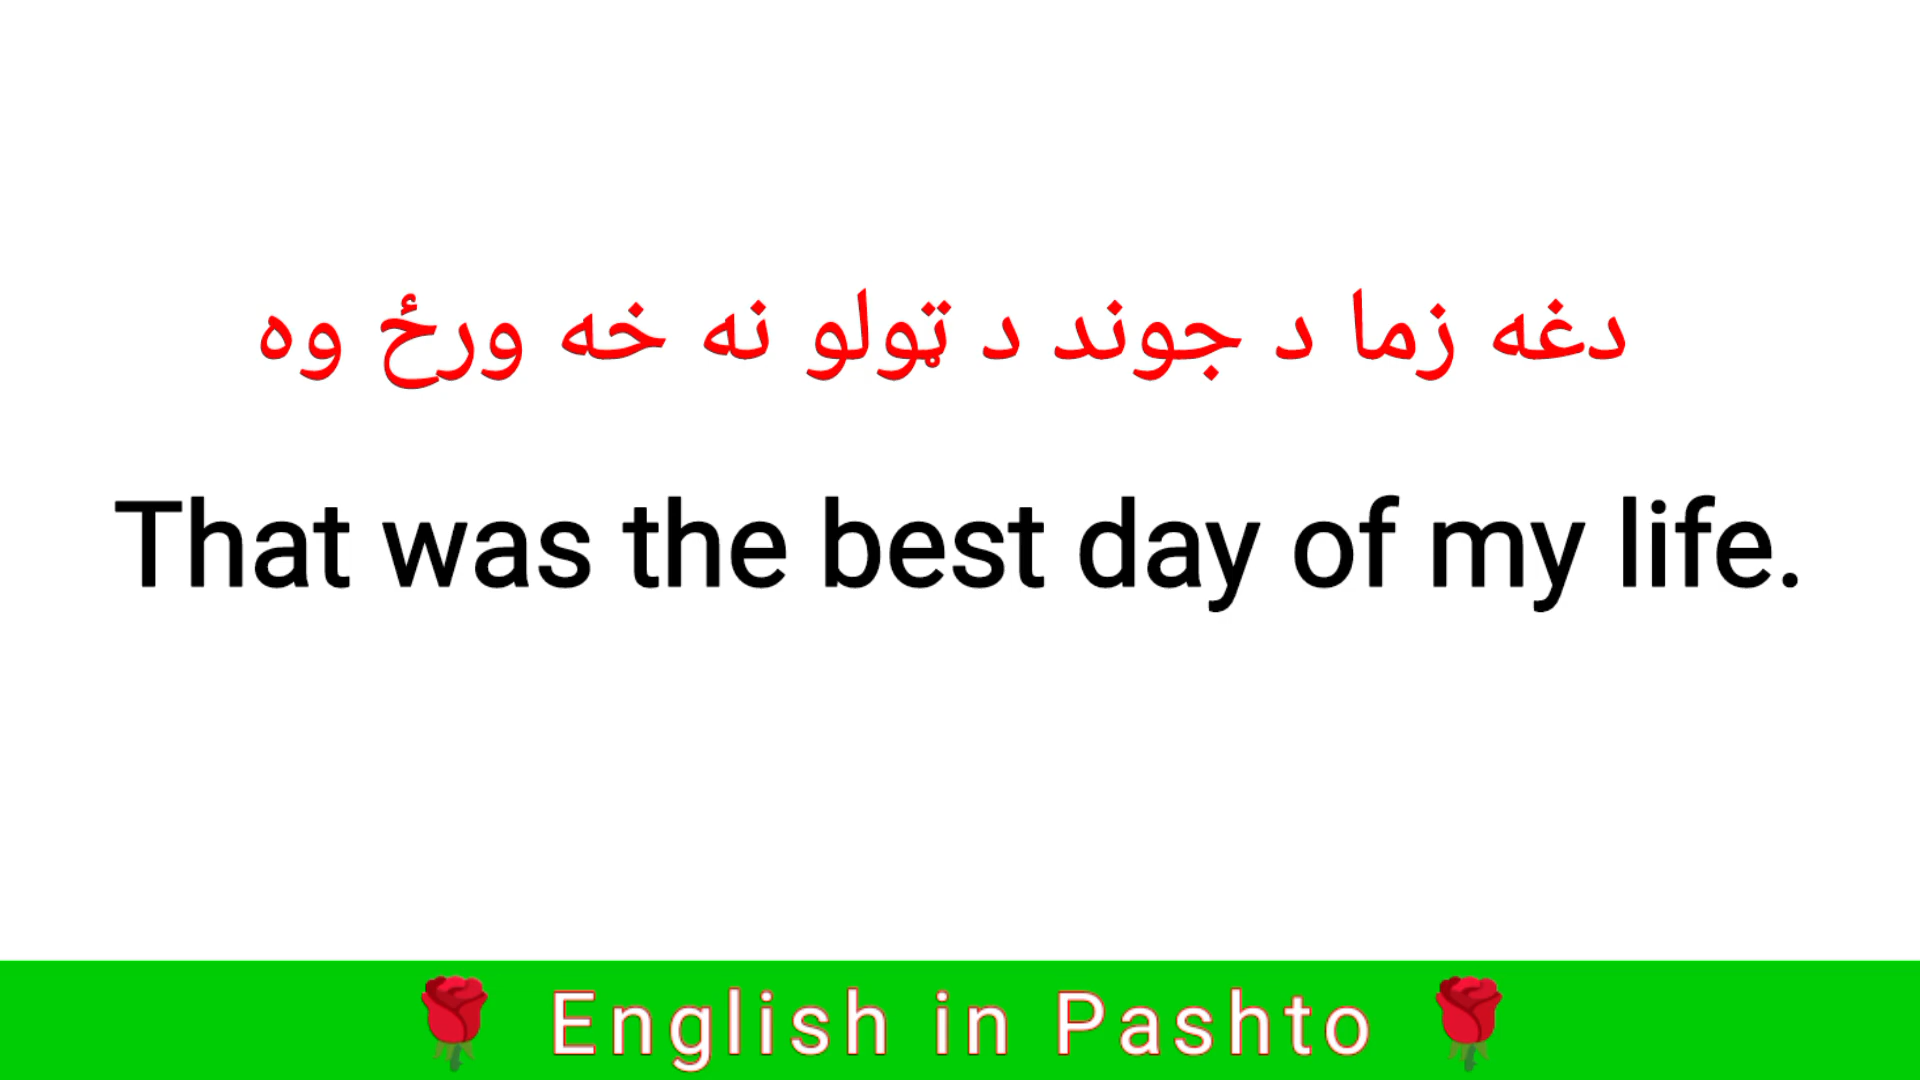 دغه زما د جوند د ټولو نه خه ورځ وه
That was the best day of my life.
English in Pashto